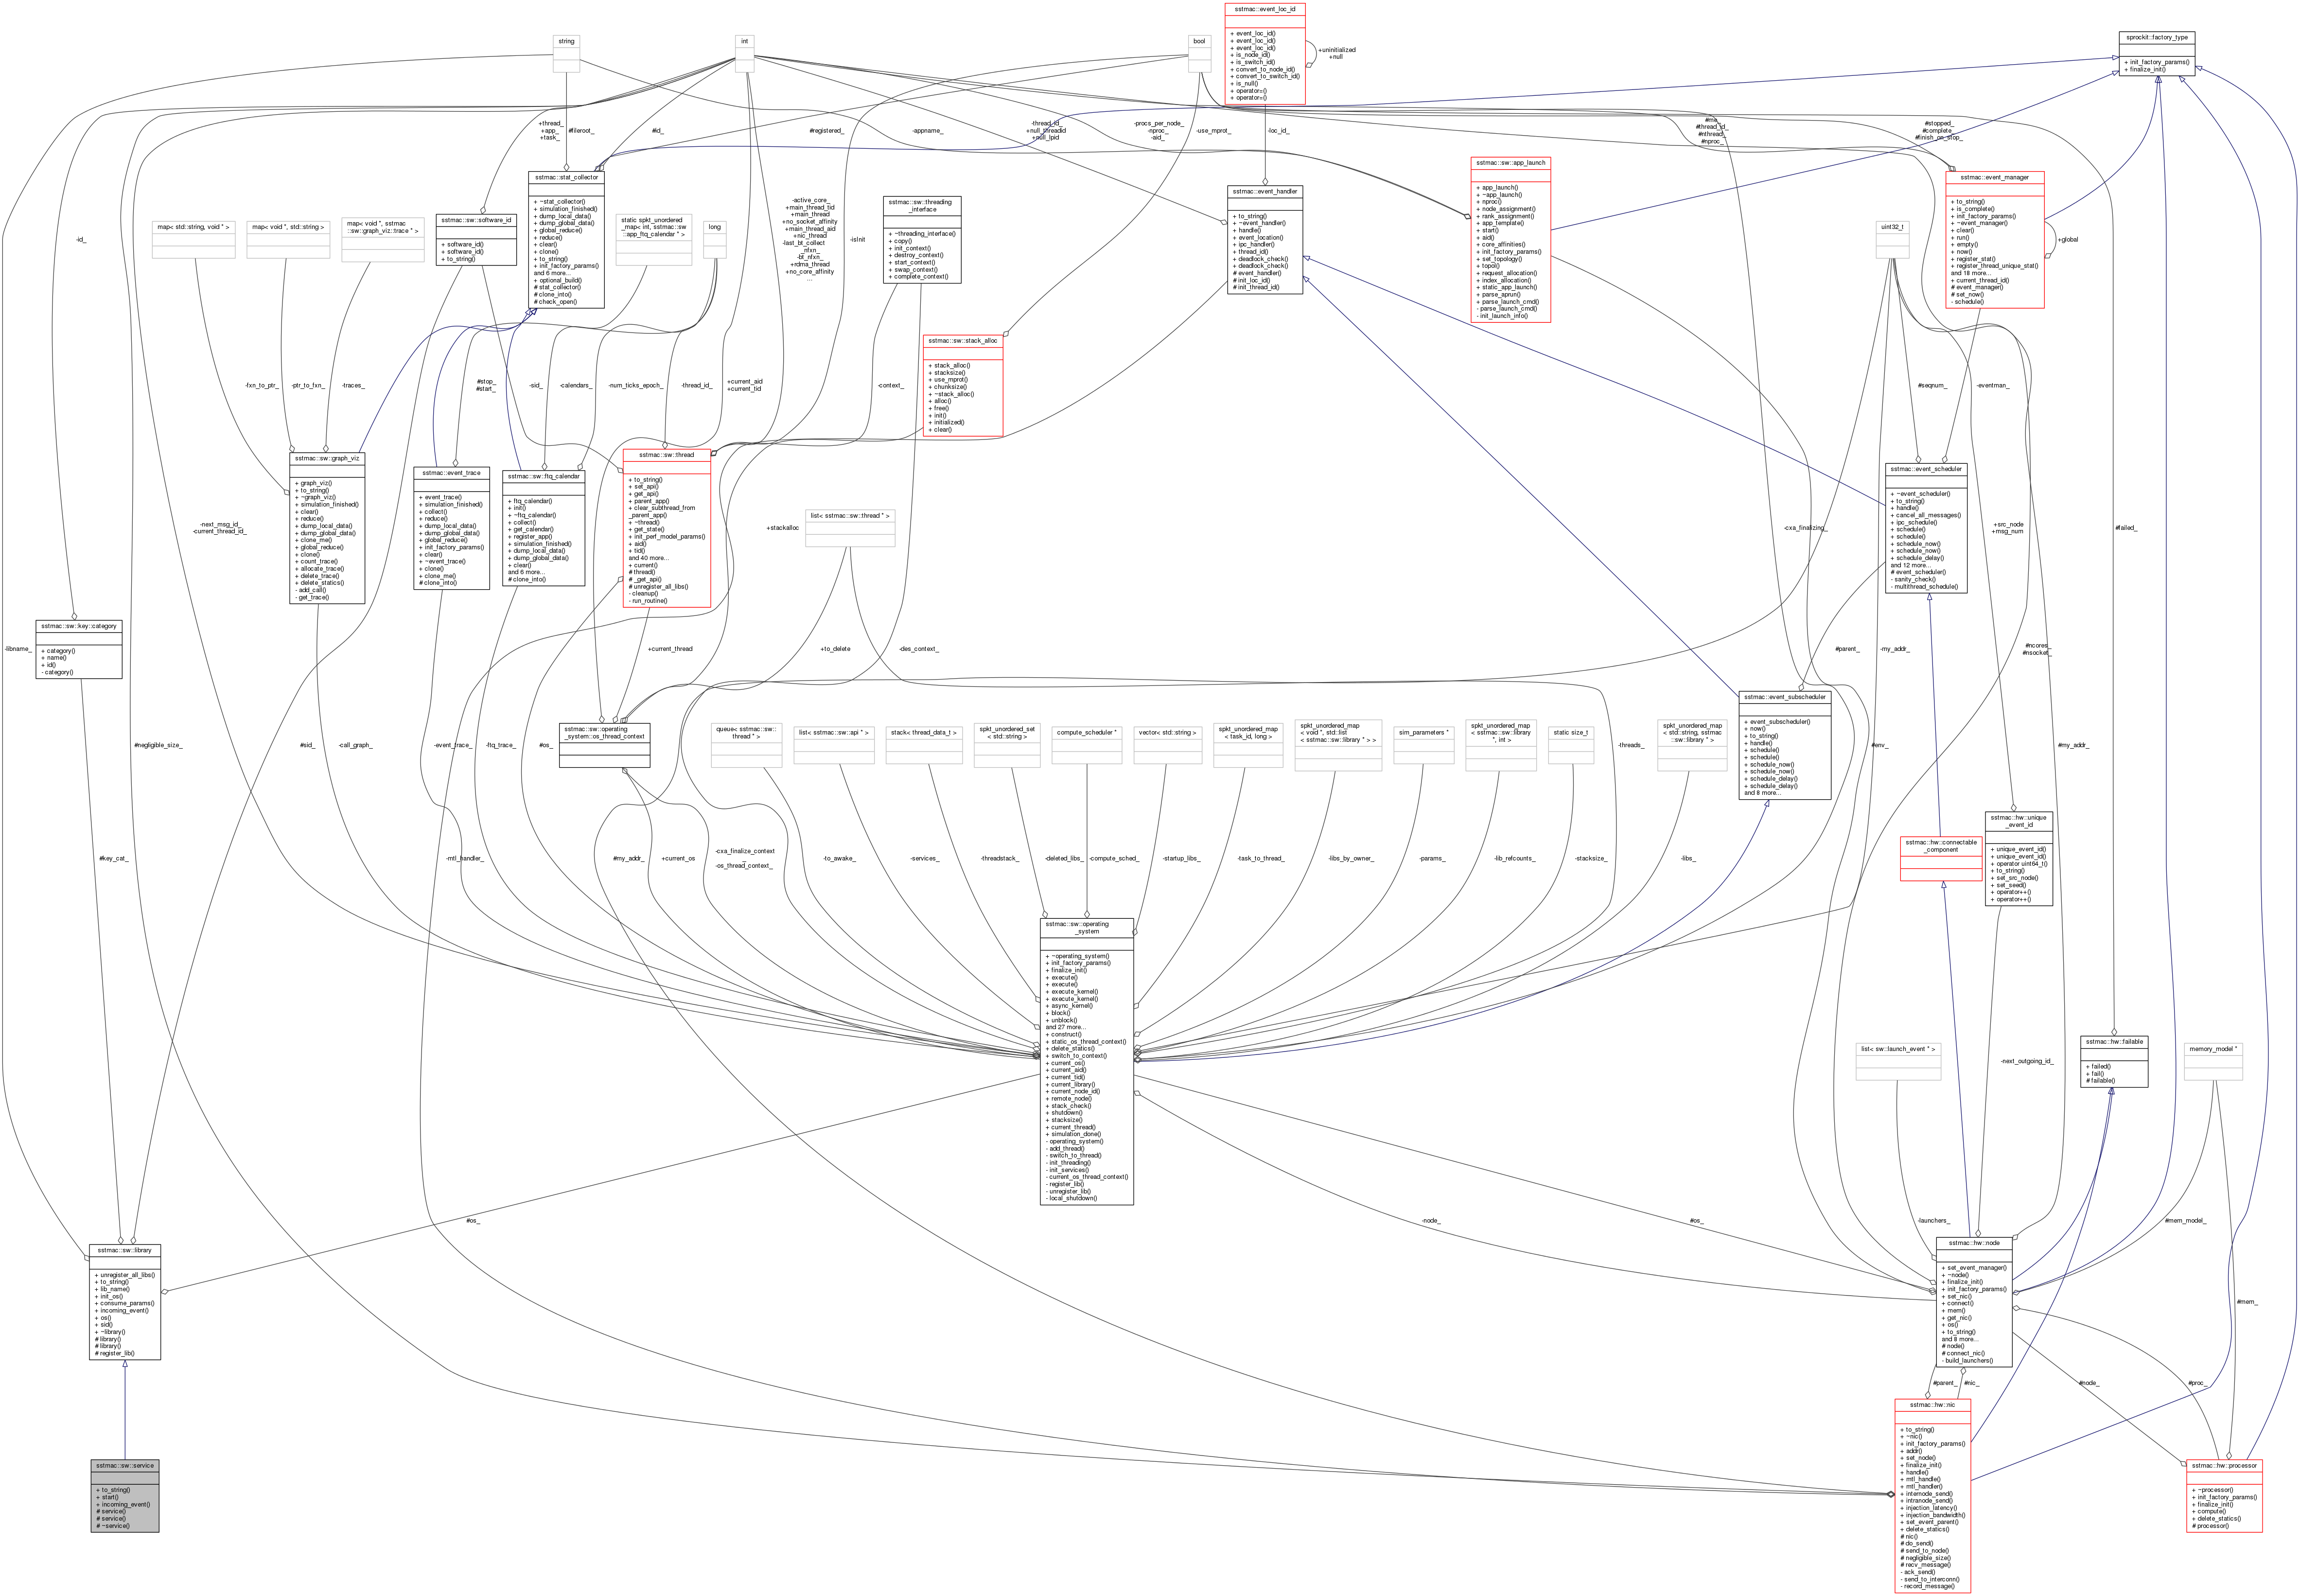 sstmac::event_loc_id
+ event_loc_id()
+ event_loc_id()
+ event_loc_id()
+ is_node_id()
+ is_switch_id()
+ convert_to_node_id()
+ convert_to_switch_id()
+ is_null()
+ operator=()
+ operator=()
+uninitialized
+null
string
int
bool
sprockit::factory_type
+ init_factory_params()
+ finalize_init()
+thread_
+app_
+task_
#fileroot_
#id_
#registered_
-appname_
-thread_id_
+null_threadid
+null_lpid
-procs_per_node_
-nproc_
-aid_
-use_mprot_
-loc_id_
#me_
#thread_id_
#nthread_
#nproc_
#stopped_
#complete_
#finish_on_stop_
sstmac::stat_collector
+ ~stat_collector()
+ simulation_finished()
+ dump_local_data()
+ dump_global_data()
+ global_reduce()
+ reduce()
+ clear()
+ clone()
+ to_string()
+ init_factory_params()
and 6 more...
+ optional_build()
# stat_collector()
# clone_into()
# check_open()
sstmac::sw::app_launch
+ app_launch()
+ ~app_launch()
+ nproc()
+ node_assignment()
+ rank_assignment()
+ app_template()
+ start()
+ aid()
+ core_affinities()
+ init_factory_params()
+ set_topology()
+ topol()
+ request_allocation()
+ index_allocation()
+ static_app_launch()
+ parse_aprun()
+ parse_launch_cmd()
- parse_launch_cmd()
- init_launch_info()
sstmac::event_manager
+ to_string()
+ is_complete()
+ init_factory_params()
+ ~event_manager()
+ clear()
+ run()
+ empty()
+ now()
+ register_stat()
+ register_thread_unique_stat()
and 18 more...
+ current_thread_id()
# event_manager()
# set_now()
- schedule()
+global
sstmac::event_handler
+ to_string()
+ ~event_handler()
+ handle()
+ event_location()
+ ipc_handler()
+ thread_id()
+ deadlock_check()
+ deadlock_check()
# event_handler()
# init_loc_id()
# init_thread_id()
sstmac::sw::threading
_interface
+ ~threading_interface()
+ copy()
+ init_context()
+ destroy_context()
+ start_context()
+ swap_context()
+ complete_context()
-active_core_
+main_thread_tid
+main_thread
+no_socket_affinity
+main_thread_aid
+nic_thread
-last_bt_collect
_nfxn_
-bt_nfxn_
+rdma_thread
+no_core_affinity
...
-isInit
-id_
map< std::string, void * >
map< void *, std::string >
map< void *, sstmac
::sw::graph_viz::trace * >
sstmac::sw::software_id
+ software_id()
+ software_id()
+ to_string()
static spkt_unordered
_map< int, sstmac::sw
::app_ftq_calendar * >
long
uint32_t
sstmac::sw::stack_alloc
+ stack_alloc()
+ stacksize()
+ use_mprot()
+ chunksize()
+ ~stack_alloc()
+ alloc()
+ free()
+ init()
+ initialized()
+ clear()
-fxn_to_ptr_
-ptr_to_fxn_
-traces_
#stop_
#start_
-sid_
-calendars_
-num_ticks_epoch_
-thread_id_
+current_aid
+current_tid
-context_
#seqnum_
-eventman_
sstmac::sw::graph_viz
+ graph_viz()
+ to_string()
+ ~graph_viz()
+ simulation_finished()
+ clear()
+ reduce()
+ dump_local_data()
+ dump_global_data()
+ clone_me()
+ global_reduce()
+ clone()
+ count_trace()
+ allocate_trace()
+ delete_trace()
+ delete_statics()
- add_call()
- get_trace()
sstmac::event_trace
+ event_trace()
+ simulation_finished()
+ collect()
+ reduce()
+ dump_local_data()
+ dump_global_data()
+ global_reduce()
+ init_factory_params()
+ clear()
+ ~event_trace()
+ clone()
+ clone_me()
# clone_into()
sstmac::sw::ftq_calendar
+ ftq_calendar()
+ init()
+ ~ftq_calendar()
+ collect()
+ get_calendar()
+ register_app()
+ simulation_finished()
+ dump_local_data()
+ dump_global_data()
+ clear()
and 6 more...
# clone_into()
sstmac::sw::thread
+ to_string()
+ set_api()
+ get_api()
+ parent_app()
+ clear_subthread_from
_parent_app()
+ ~thread()
+ get_state()
+ init_perf_model_params()
+ aid()
+ tid()
and 40 more...
+ current()
# thread()
# _get_api()
# unregister_all_libs()
- cleanup()
- run_routine()
sstmac::event_scheduler
+ ~event_scheduler()
+ to_string()
+ handle()
+ cancel_all_messages()
+ ipc_schedule()
+ schedule()
+ schedule()
+ schedule_now()
+ schedule_now()
+ schedule_delay()
and 12 more...
# event_scheduler()
- sanity_check()
- multithread_schedule()
-next_msg_id_
-current_thread_id_
+stackalloc
list< sstmac::sw::thread * >
-cxa_finalizing_
+src_node
+msg_num
#failed_
sstmac::sw::key::category
+ category()
+ name()
+ id()
- category()
-libname_
+current_thread
+to_delete
-des_context_
#parent_
-my_addr_
#ncores_
#nsocket_
sstmac::event_subscheduler
+ event_subscheduler()
+ now()
+ to_string()
+ handle()
+ schedule()
+ schedule()
+ schedule_now()
+ schedule_now()
+ schedule_delay()
+ schedule_delay()
and 8 more...
#negligible_size_
#sid_
-call_graph_
-event_trace_
-ftq_trace_
#os_
sstmac::sw::operating
_system::os_thread_context
queue< sstmac::sw::
thread * >
list< sstmac::sw::api * >
stack< thread_data_t >
spkt_unordered_set
< std::string >
compute_scheduler *
vector< std::string >
spkt_unordered_map
< task_id, long >
spkt_unordered_map
< void *, std::list
< sstmac::sw::library * > >
sim_parameters *
spkt_unordered_map
< sstmac::sw::library
*, int >
static size_t
-threads_
spkt_unordered_map
< std::string, sstmac
::sw::library * >
#env_
#my_addr_
sstmac::hw::unique
_event_id
+ unique_event_id()
+ unique_event_id()
+ operator uint64_t()
+ to_string()
+ set_src_node()
+ set_seed()
+ operator++()
+ operator++()
sstmac::hw::connectable
_component
#key_cat_
-mtl_handler_
#my_addr_
+current_os
-cxa_finalize_context
_
-os_thread_context_
-to_awake_
-services_
-threadstack_
-deleted_libs_
-compute_sched_
-startup_libs_
-task_to_thread_
-libs_by_owner_
-params_
-lib_refcounts_
-stacksize_
-libs_
sstmac::sw::operating
_system
+ ~operating_system()
+ init_factory_params()
+ finalize_init()
+ execute()
+ execute()
+ execute_kernel()
+ execute_kernel()
+ async_kernel()
+ block()
+ unblock()
and 27 more...
+ construct()
+ static_os_thread_context()
+ delete_statics()
+ switch_to_context()
+ current_os()
+ current_aid()
+ current_tid()
+ current_library()
+ current_node_id()
+ remote_node()
+ stack_check()
+ shutdown()
+ stacksize()
+ current_thread()
+ simulation_done()
- operating_system()
- add_thread()
- switch_to_thread()
- init_threading()
- init_services()
- current_os_thread_context()
- register_lib()
- unregister_lib()
- local_shutdown()
list< sw::launch_event * >
-next_outgoing_id_
sstmac::hw::failable
+ failed()
+ fail()
# failable()
memory_model *
#os_
-node_
#os_
-launchers_
#mem_model_
sstmac::sw::library
+ unregister_all_libs()
+ to_string()
+ lib_name()
+ init_os()
+ consume_params()
+ incoming_event()
+ os()
+ sid()
+ ~library()
# library()
# library()
# register_lib()
sstmac::hw::node
+ set_event_manager()
+ ~node()
+ finalize_init()
+ init_factory_params()
+ set_nic()
+ connect()
+ mem()
+ get_nic()
+ os()
+ to_string()
and 8 more...
# node()
# connect_nic()
- build_launchers()
#mem_
#parent_
#nic_
#node_
#proc_
sstmac::hw::nic
+ to_string()
+ ~nic()
+ init_factory_params()
+ addr()
+ set_node()
+ finalize_init()
+ handle()
+ mtl_handle()
+ mtl_handler()
+ internode_send()
+ intranode_send()
+ injection_latency()
+ injection_bandwidth()
+ set_event_parent()
+ delete_statics()
# nic()
# do_send()
# send_to_node()
# negligible_size()
# recv_message()
- ack_send()
- send_to_interconn()
- record_message()
sstmac::sw::service
+ to_string()
+ start()
+ incoming_event()
# service()
# service()
# ~service()
sstmac::hw::processor
+ ~processor()
+ init_factory_params()
+ finalize_init()
+ compute()
+ delete_statics()
# processor()